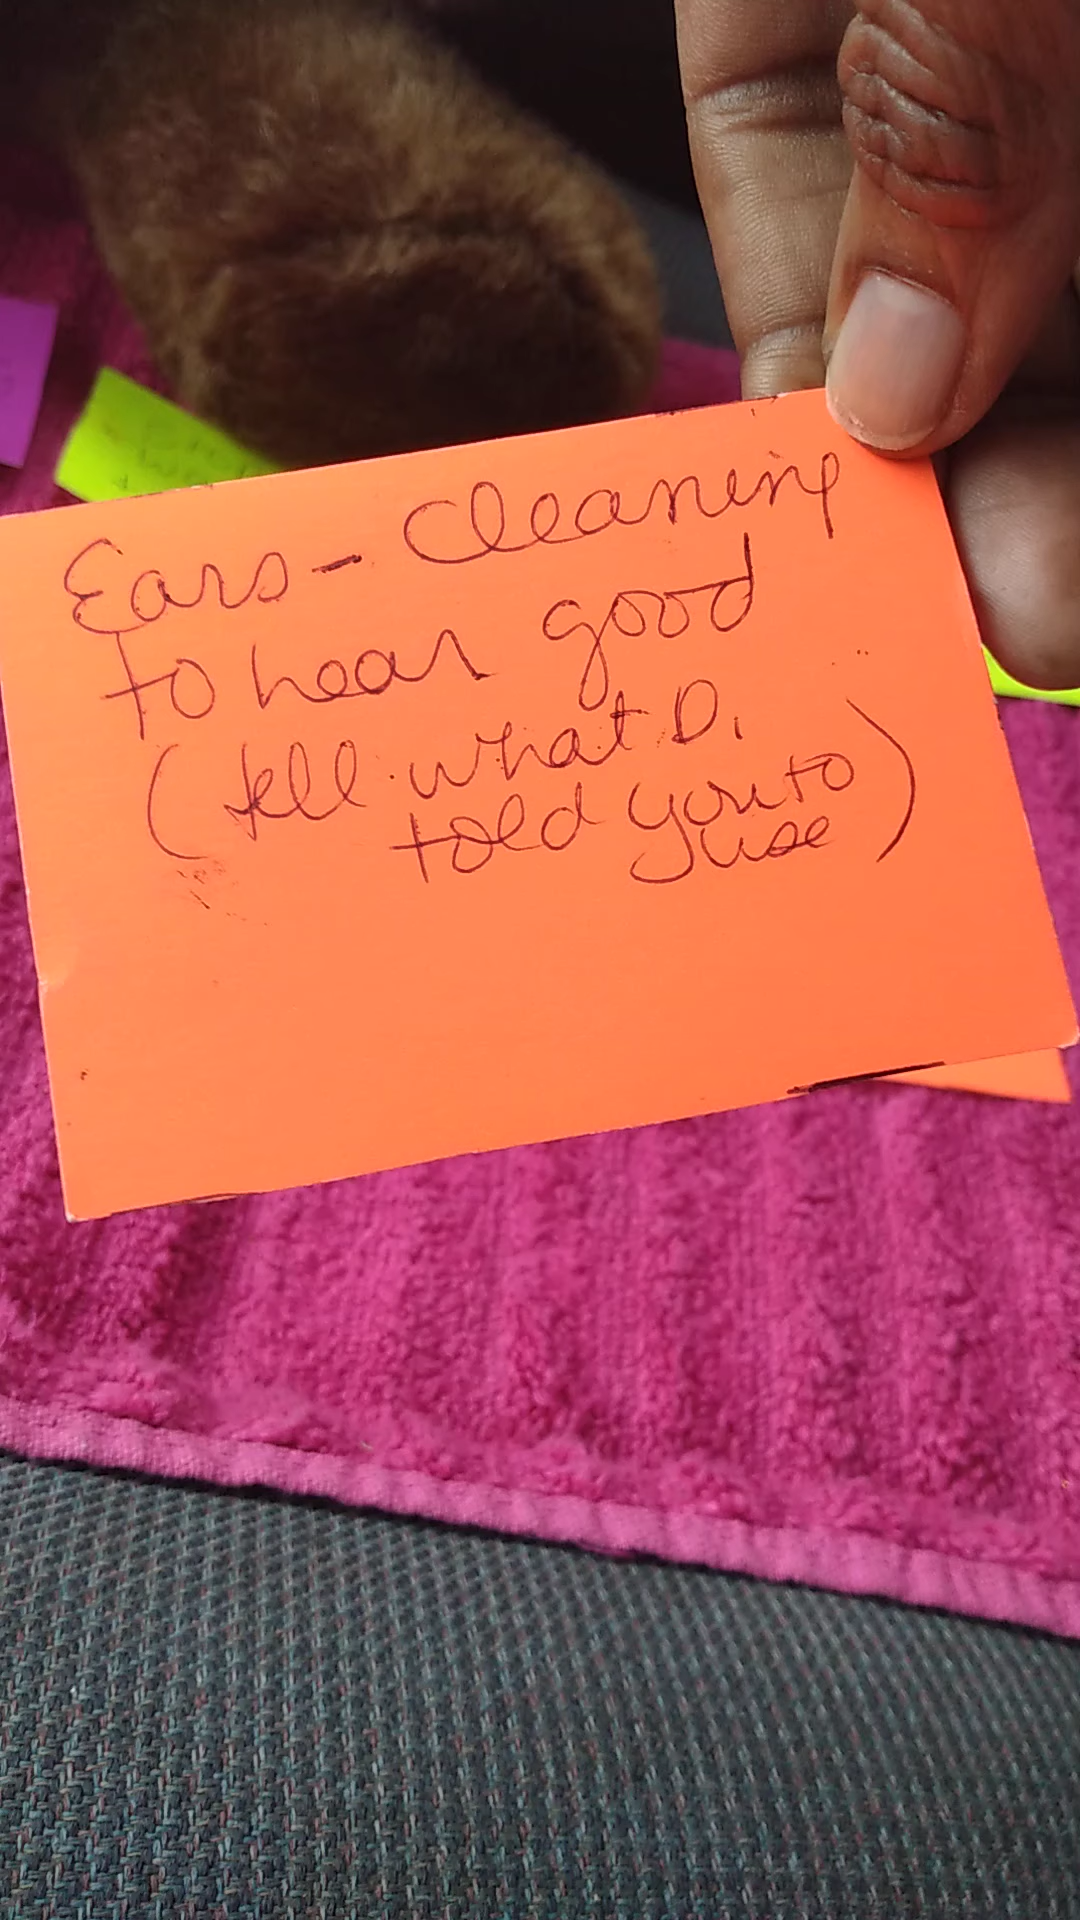 Ears - Cleaning
to hear good
(tell what D.
told you to
use)